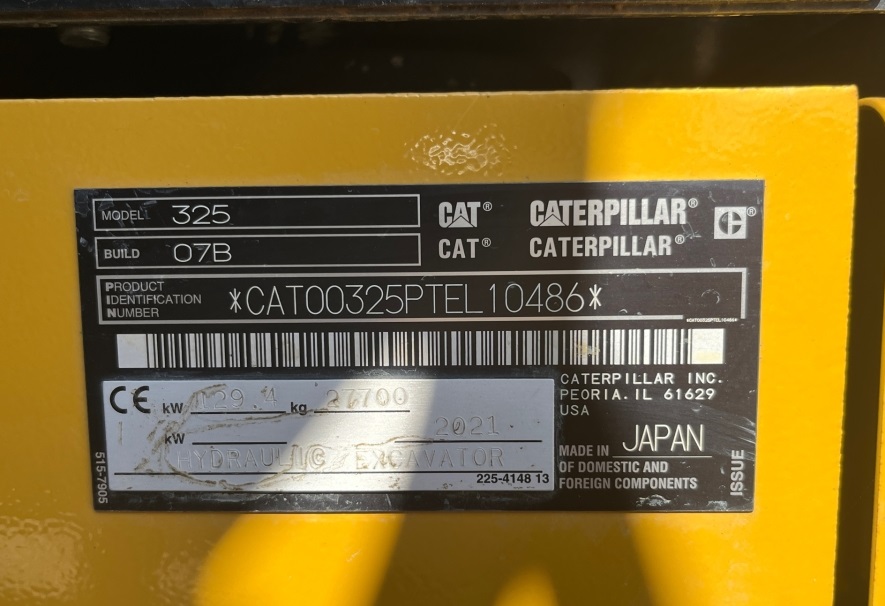 MODEL 325
CAT® CATERPILLAR®
BUILD 07B
CAT® CATERPILLAR®
PRODUCT
IDENTIFICATION
NUMBER
*CAT00325PTEL10486*
*CAT00325PTEL10486*
CATERPILLAR INC.
PEORIA, IL 61629
USA
CE kW 129.4 kg 27700
kW 2021
HYDRAULIC EXCAVATOR
225-4148 13
515-7905
MADE IN JAPAN
OF DOMESTIC AND
FOREIGN COMPONENTS
ISSUE